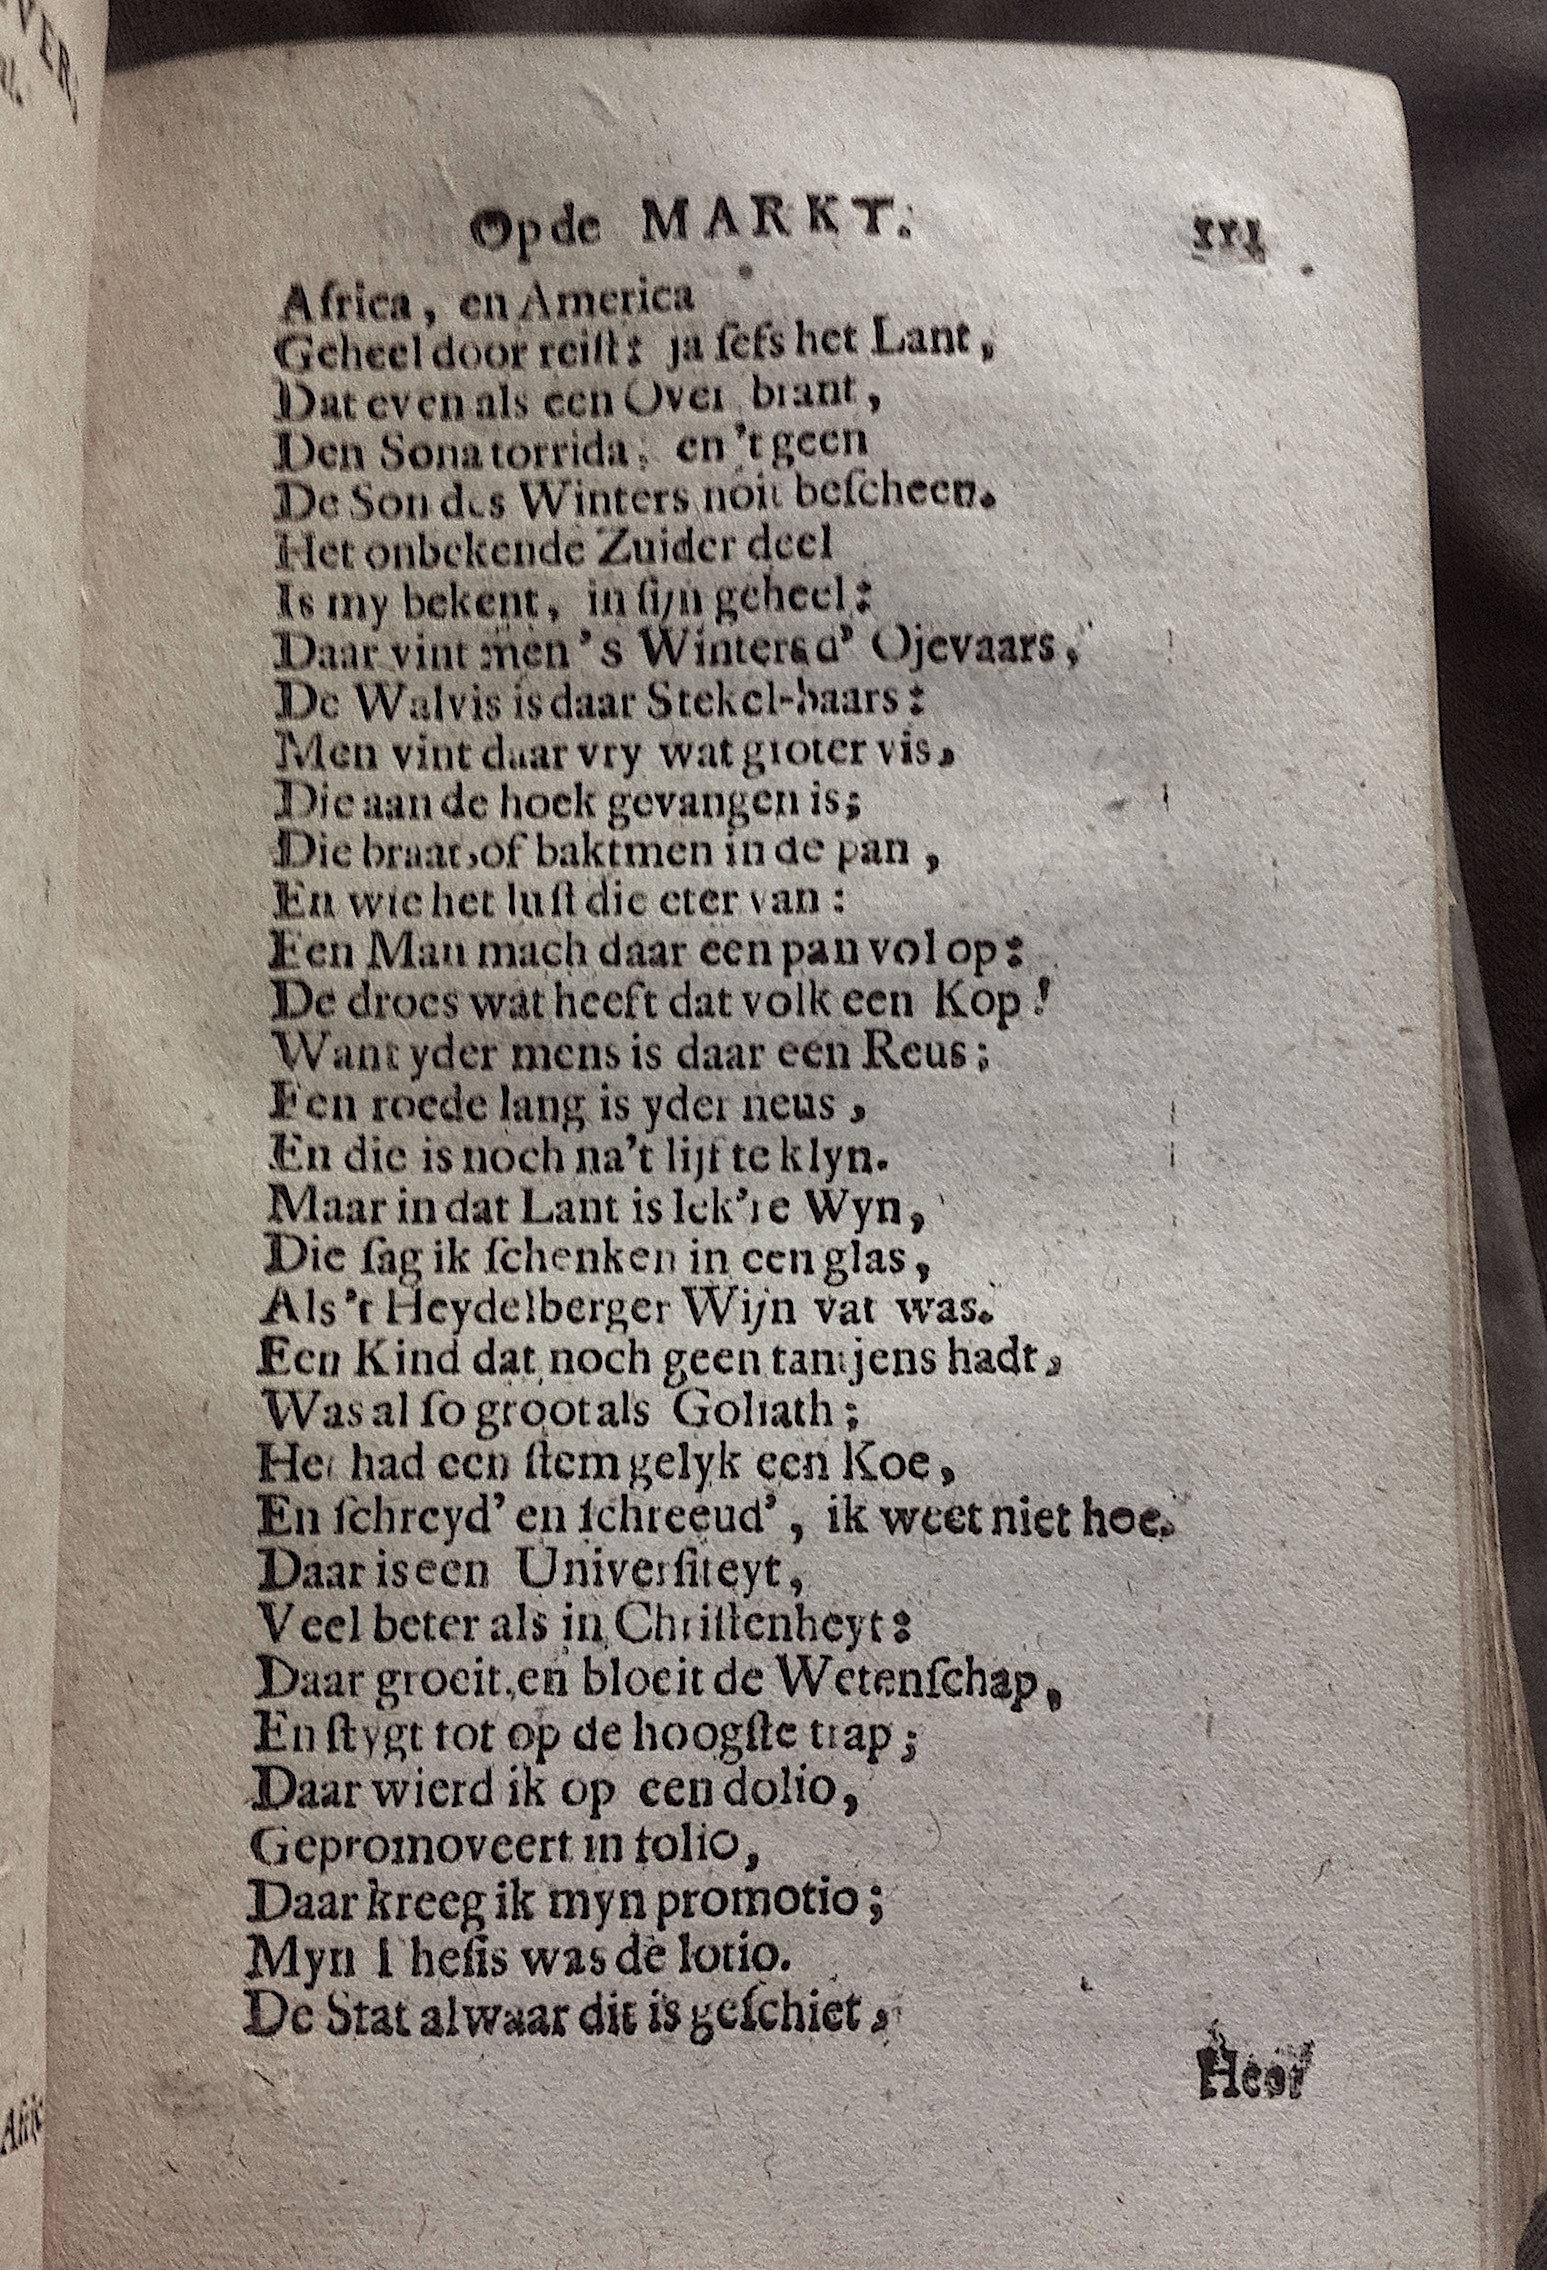 Op de MARKT. 111
Africa, en America
Geheel door reiſt: ja ſefs het Lant,
Dat even als een Oven brant,
Den Sona torrida; en 't geen
De Son des Winters noit beſcheen.
Het onbekende Zuider deel
Is my bekent, in ſijn geheel:
Daar vint men 's Winters d' Ojevaars,
De Walvis is daar Stekel-baars:
Men vint daar vry wat groter vis,
Die aan de hoek gevangen is;
Die braat, of bakt men in de pan,
En wie het luſt die eter van:
Een Man mach daar een pan vol op:
De droes wat heeft dat volk een Kop!
Want yder mens is daar een Reus;
Een roede lang is yder neus,
En die is noch na't lijf te klyn.
Maar in dat Lant is lek're Wyn,
Die ſag ik ſchenken in een glas,
Als 't Heydelberger Wijn vat was.
Een Kind dat noch geen tantjens hadt,
Was al ſo groot als Goliath;
Het had een ſtem gelyk een Koe,
En ſchreyd' en ſchreeud', ik weet niet hoe.
Daar is een Univerſiteyt,
Veel beter als in Chriſtenheyt:
Daar groeit, en bloeit de Wetenſchap,
En ſtygt tot op de hoogſte trap;
Daar wierd ik op een dolio,
Gepromoveert in folio,
Daar kreeg ik myn promotio;
Myn Theſis was de lotio.
De Stat alwaar dit is geſchiet,
Heet